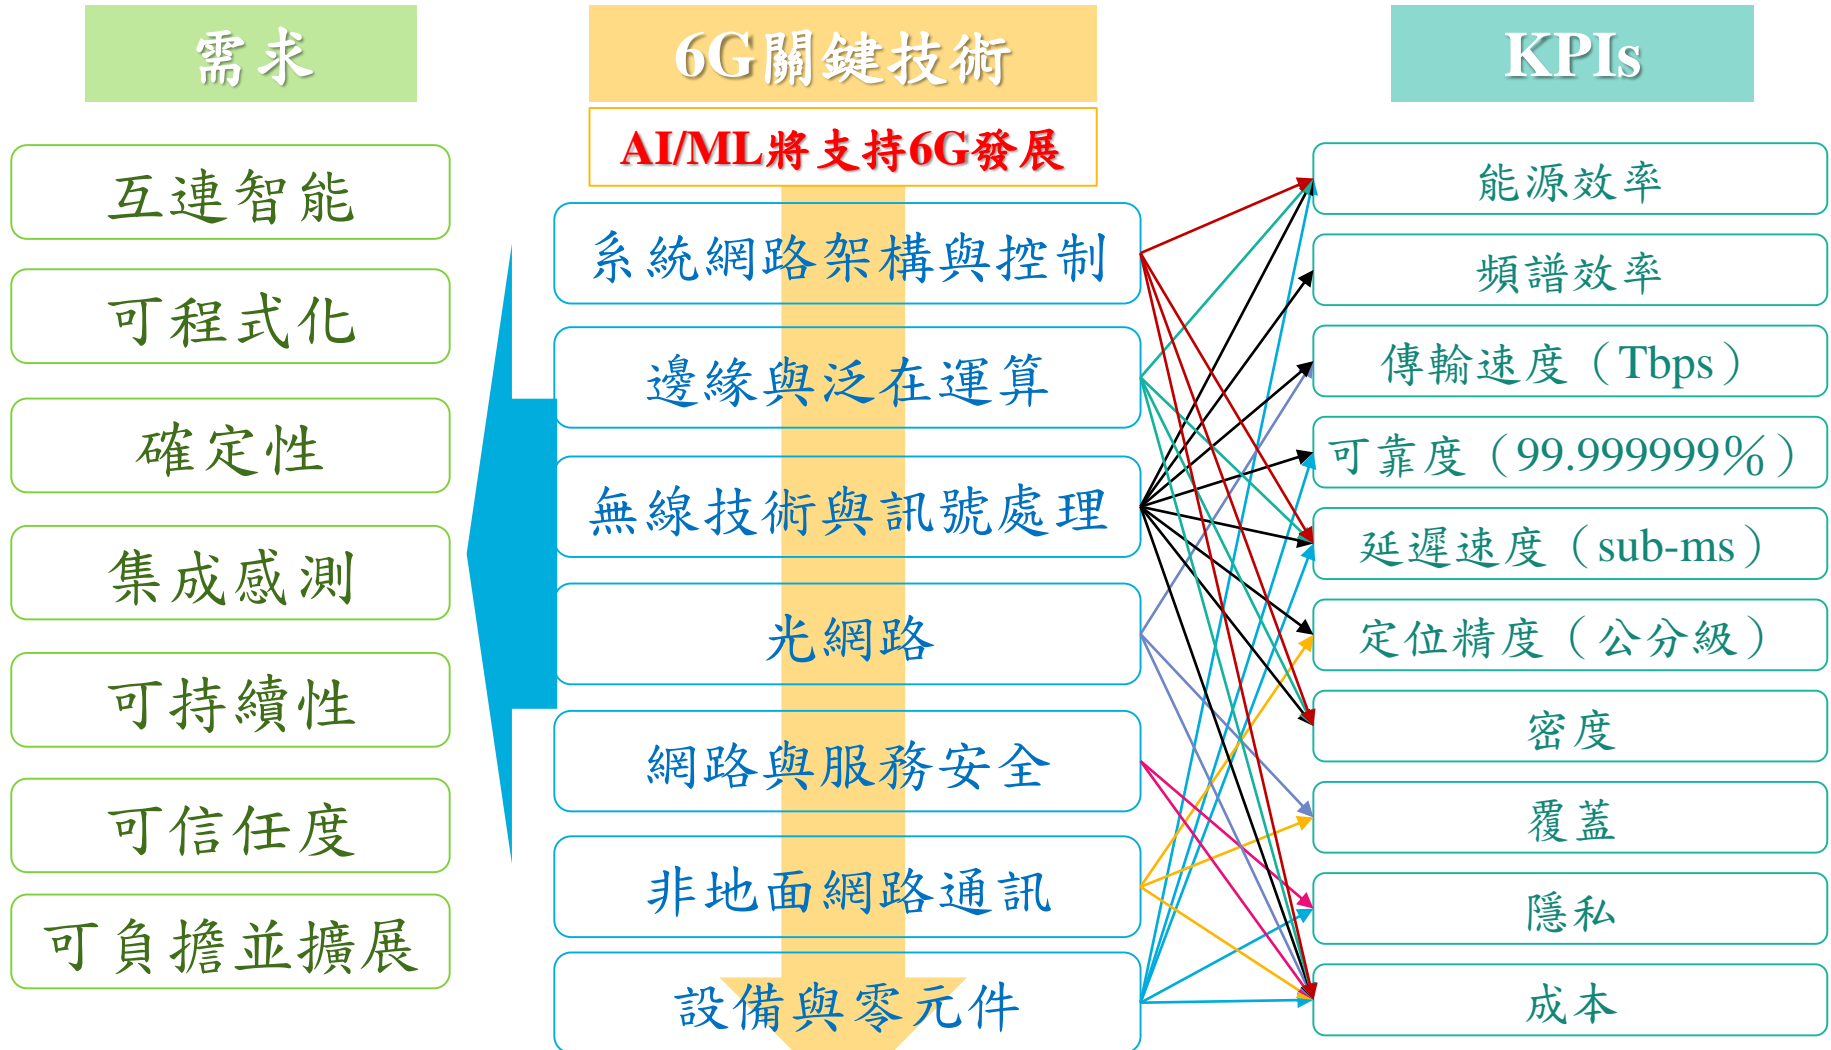 需求
互連智能
可程式化
確定性
集成感測
可持續性
可信任度
可負擔並擴展
6G關鍵技術
AI/ML將支持6G發展
系統網路架構與控制
邊緣與泛在運算
無線技術與訊號處理
光網路
網路與服務安全
非地面網路通訊
設備與零元件
KPIs
能源效率
頻譜效率
傳輸速度（Tbps）
可靠度（99.999999％）
延遲速度（sub-ms）
定位精度（公分級）
密度
覆蓋
隱私
成本